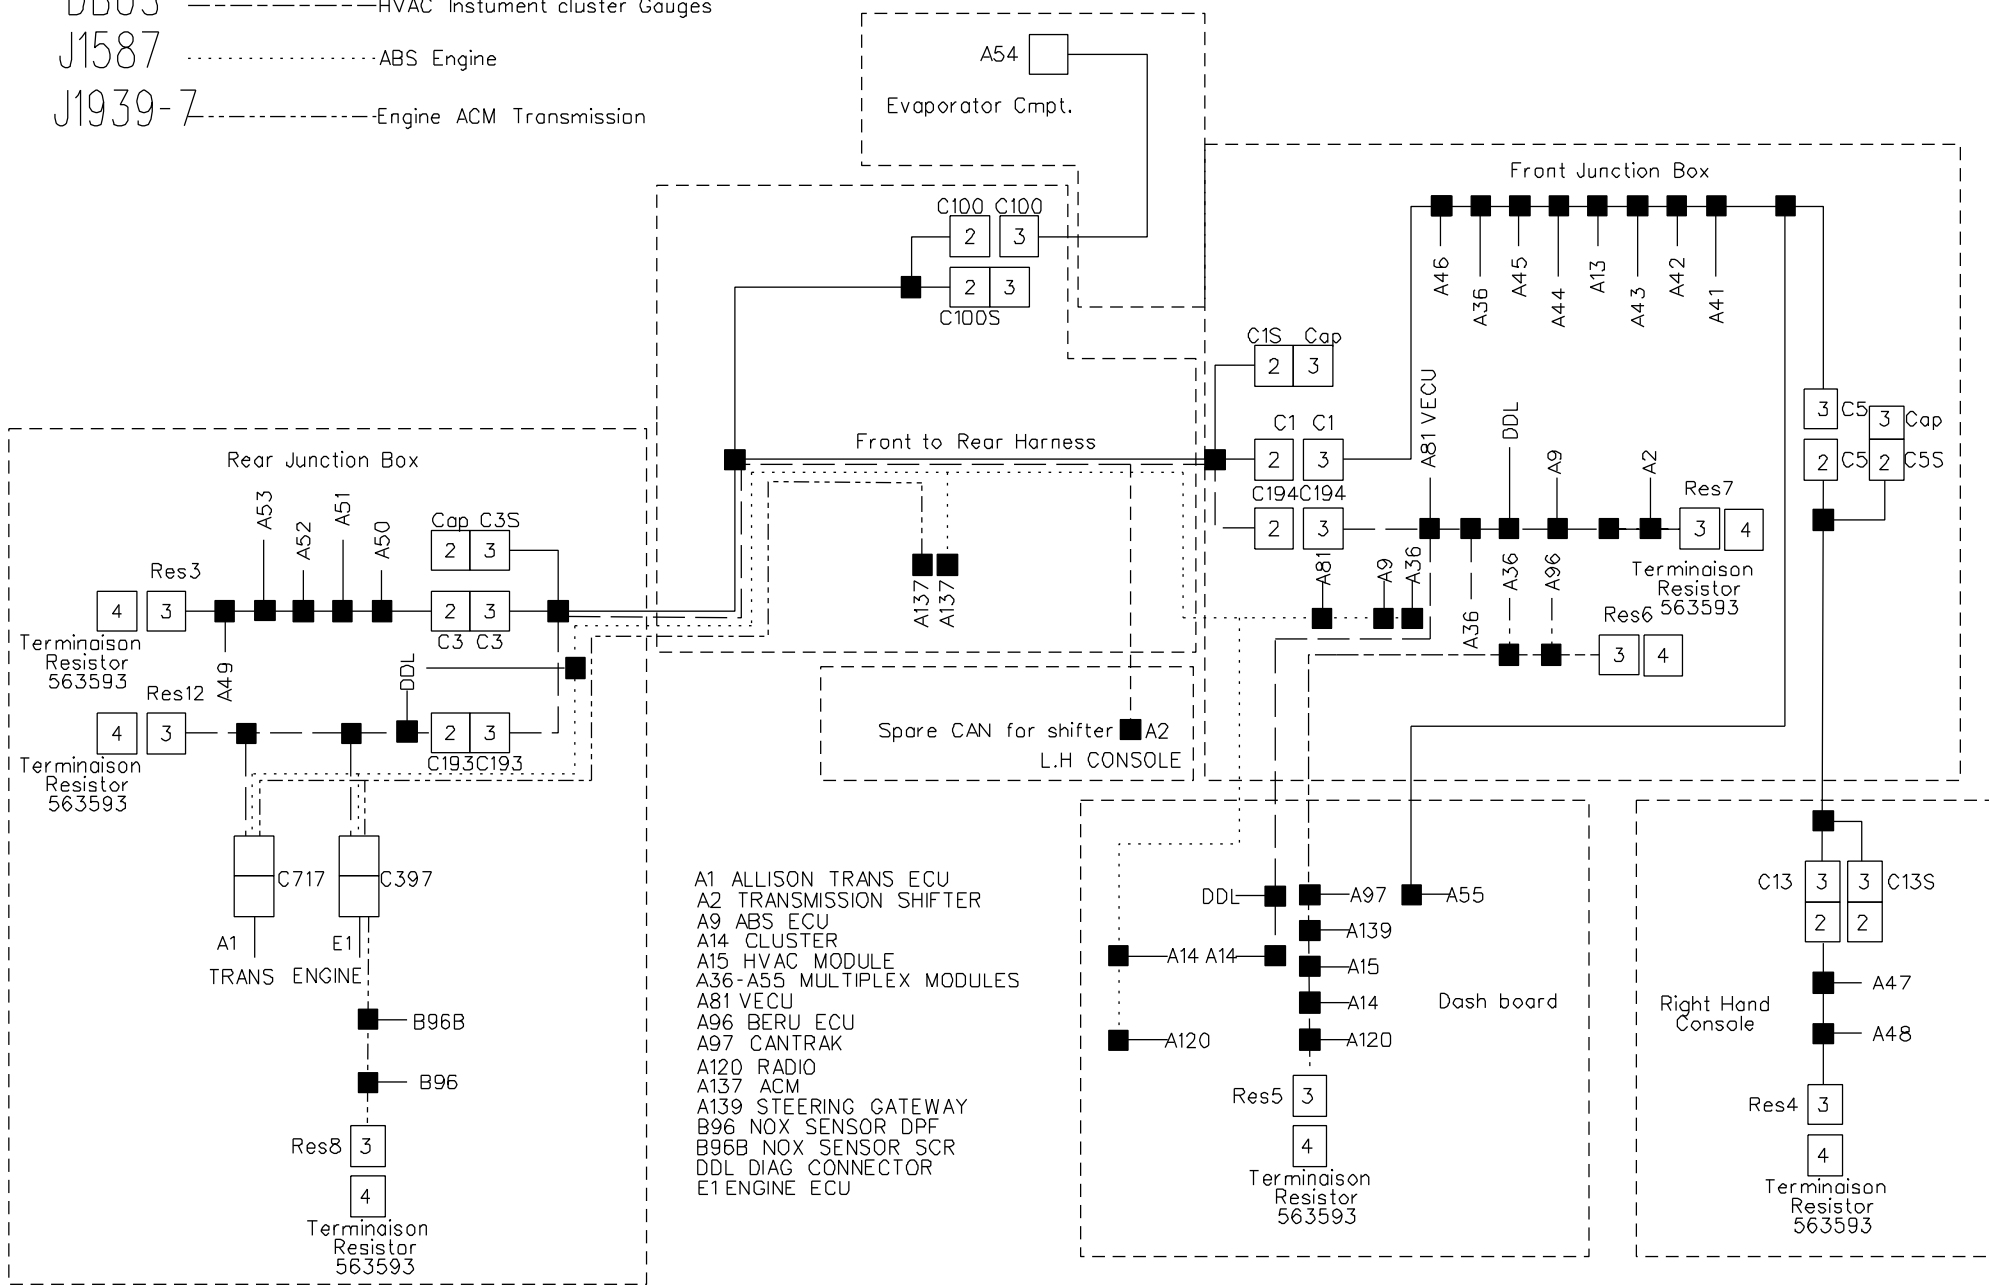 HVAC Instument cluster Gauges
J1587 ABS Engine
J1939-7 Engine ACM Transmission
A54
Evaporator Cmpt.
Front Junction Box
C100 C100
2 3
2 3
C100S
A46
A36
A45
A44
A13
A43
A42
A41
C1S Cap
2 3
Front to Rear Harness
C1 C1
2 3
C194 C194
2 3
A81 VECU
DDL
A9
A2
Res7
3 4
Terminaison
Resistor
563593
3 C5
2 C5
3 Cap
2 C5S
A81
A9
A36
A36
A36
A96
Res6
3 4
A137
A137
Rear Junction Box
A53
A52
A51
A50
Cap C3S
2 3
Res3
4 3
2 3
C3 C3
Terminaison
Resistor
563593
A49
DDL
Res12
4 3
2 3
C193 C193
Terminaison
Resistor
563593
Spare CAN for shifter A2
L.H CONSOLE
C717
C397
A1
E1
TRANS ENGINE
B96B
B96
Res8 3
4
Terminaison
Resistor
563593
A1 ALLISON TRANS ECU
A2 TRANSMISSION SHIFTER
A9 ABS ECU
A14 CLUSTER
A15 HVAC MODULE
A36-A55 MULTIPLEX MODULES
A81 VECU
A96 BERU ECU
A97 CANTRAK
A120 RADIO
A137 ACM
A139 STEERING GATEWAY
B96 NOX SENSOR DPF
B96B NOX SENSOR SCR
DDL DIAG CONNECTOR
E1 ENGINE ECU
DDL
A97
A55
A139
A14 A14
A15
A14
Dash board
A120
A120
Res5 3
4
Terminaison
Resistor
563593
C13 3 3 C13S
2 2
A47
Right Hand
Console
A48
Res4 3
4
Terminaison
Resistor
563593